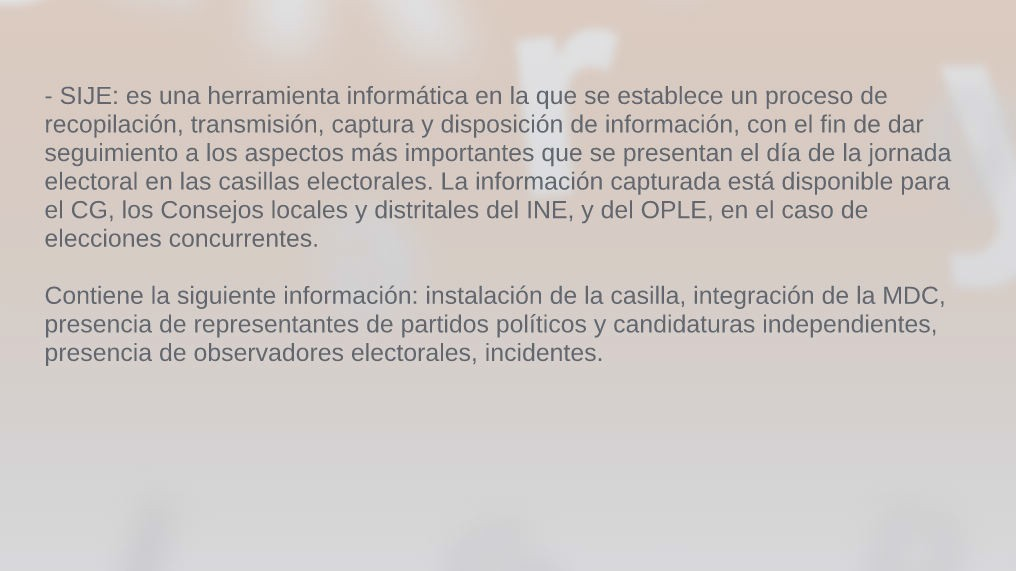 - SIJE: es una herramienta informática en la que se establece un proceso de
recopilación, transmisión, captura y disposición de información, con el fin de dar
seguimiento a los aspectos más importantes que se presentan el día de la jornada
electoral en las casillas electorales. La información capturada está disponible para
el CG, los Consejos locales y distritales del INE, y del OPLE, en el caso de
elecciones concurrentes.

Contiene la siguiente información: instalación de la casilla, integración de la MDC,
presencia de representantes de partidos políticos y candidaturas independientes,
presencia de observadores electorales, incidentes.